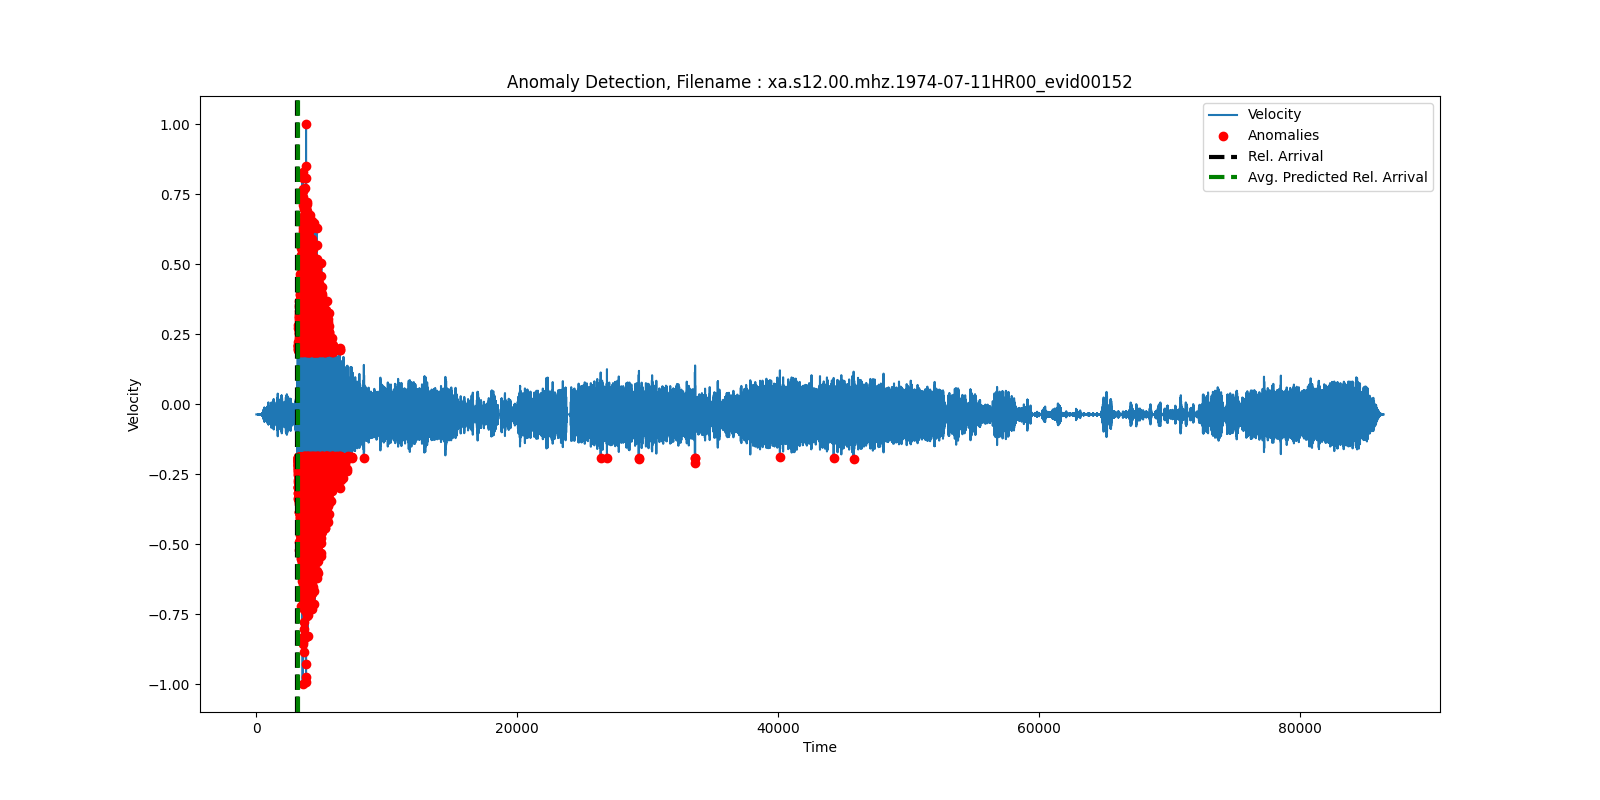 Anomaly Detection, Filename : xa.s12.00.mhz.1974-07-11HR00_evid00152
Velocity
Anomalies
Rel. Arrival
Avg. Predicted Rel. Arrival
1.00
0.75
0.50
0.25
0.00
−0.25
−0.50
−0.75
−1.00
Velocity
0
20000
40000
60000
80000
Time